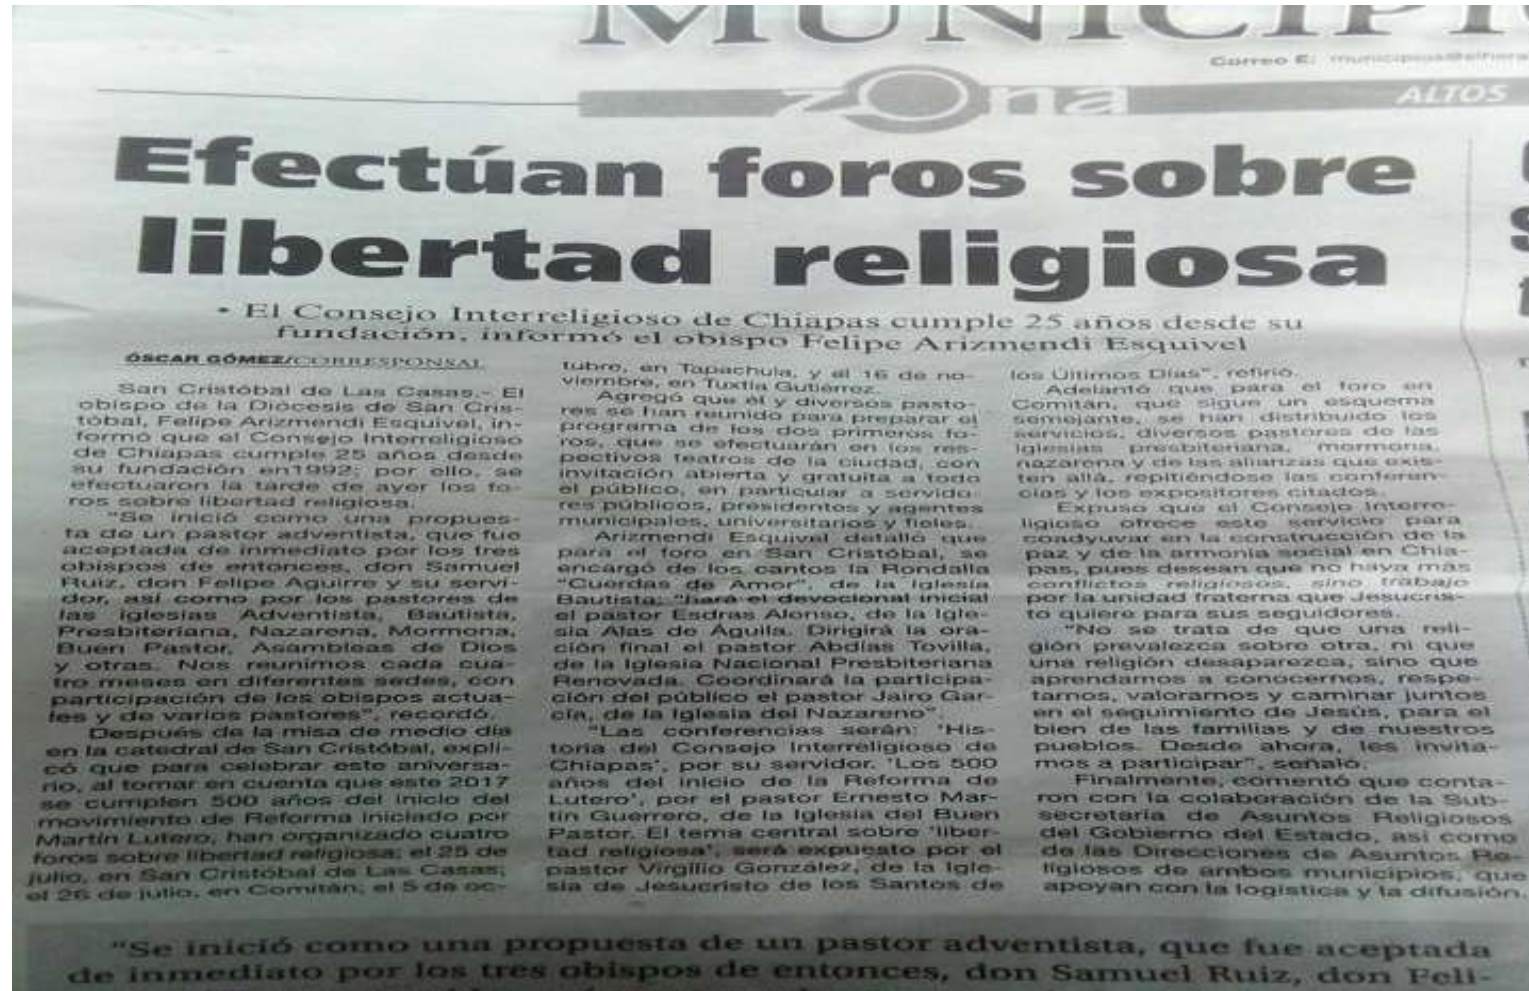 MUNICIPI
Correo E: municipios@elhera
zona
ALTOS
Efectúan foros sobre
libertad religiosa
• El Consejo Interreligioso de Chiapas cumple 25 años desde su
fundación, informó el obispo Felipe Arizmendi Esquivel
ÓSCAR GÓMEZ/CORRESPONSAL
San Cristóbal de Las Casas.- El
obispo de la Diócesis de San Cris-
tóbal, Felipe Arizmendi Esquivel, in-
formó que el Consejo Interreligioso
de Chiapas cumple 25 años desde
su fundación en1992; por ello, se
efectuaron la tarde de ayer los fo-
ros sobre libertad religiosa.
"Se inició como una propues-
ta de un pastor adventista, que fue
aceptada de inmediato por los tres
obispos de entonces, don Samuel
Ruiz, don Felipe Aguirre y su servi-
dor, así como por los pastores de
las iglesias Adventista, Bautista,
Presbiteriana, Nazarena, Mormona,
Buen Pastor, Asambleas de Dios
y otras. Nos reunimos cada cua-
tro meses en diferentes sedes, con
participación de los obispos actua-
les y de varios pastores", recordó.
Después de la misa de medio día
en la catedral de San Cristóbal, expli-
có que para celebrar este aniversa-
rio, al tomar en cuenta que este 2017
se cumplen 500 años del inicio del
movimiento de Reforma iniciado por
Martín Lutero, han organizado cuatro
foros sobre libertad religiosa: el 25 de
julio, en San Cristóbal de Las Casas;
el 26 de julio, en Comitán; el 5 de oc-
tubre, en Tapachula, y el 16 de no-
viembre, en Tuxtla Gutiérrez.
Agregó que él y diversos pasto-
res se han reunido para preparar el
programa de los dos primeros fo-
ros, que se efectuarán en los res-
pectivos teatros de la ciudad, con
invitación abierta y gratuita a todo
el público, en particular a servido-
res públicos, presidentes y agentes
municipales, universitarios y fieles.
Arizmendi Esquivel detalló que
para el foro en San Cristóbal, se
encargó de los cantos la Rondalla
"Cuerdas de Amor", de la Iglesia
Bautista; "hará el devocional inicial
el pastor Esdras Alonso, de la Igle-
sia Alas de Águila. Dirigirá la ora-
ción final el pastor Abdías Tovilla,
de la Iglesia Nacional Presbiteriana
Renovada. Coordinará la participa-
ción del público el pastor Jairo Gar-
cía, de la Iglesia del Nazareno".
"Las conferencias serán: 'His-
toria del Consejo Interreligioso de
Chiapas', por su servidor. 'Los 500
años del inicio de la Reforma de
Lutero', por el pastor Ernesto Mar-
tín Guerrero, de la Iglesia del Buen
Pastor. El tema central sobre 'liber-
tad religiosa', será expuesto por el
pastor Virgilio González, de la Igle-
sia de Jesucristo de los Santos de
los Últimos Días", refirió.
Adelantó que para el foro en
Comitán, que sigue un esquema
semejante, se han distribuido los
servicios, diversos pastores de las
iglesias presbiteriana, mormona,
nazarena y de las alianzas que exis-
ten allá, repitiéndose las conferen-
cias y los expositores citados.
Expuso que el Consejo Interre-
ligioso ofrece este servicio para
coadyuvar en la construcción de la
paz y de la armonía social en Chia-
pas, pues desean que no haya más
conflictos religiosos, sino trabajo
por la unidad fraterna que Jesucris-
to quiere para sus seguidores.
"No se trata de que una reli-
gión prevalezca sobre otra, ni que
una religión desaparezca, sino que
aprendamos a conocernos, respe-
tarnos, valorarnos y caminar juntos
en el seguimiento de Jesús, para el
bien de las familias y de nuestros
pueblos. Desde ahora, les invita-
mos a participar", señaló.
Finalmente, comentó que conta-
ron con la colaboración de la Sub-
secretaría de Asuntos Religiosos
del Gobierno del Estado, así como
de las Direcciones de Asuntos Re-
ligiosos de ambos municipios, que
apoyan con la logística y la difusión.
"Se inició como una propuesta de un pastor adventista, que fue aceptada
de inmediato por los tres obispos de entonces, don Samuel Ruiz, don Feli-